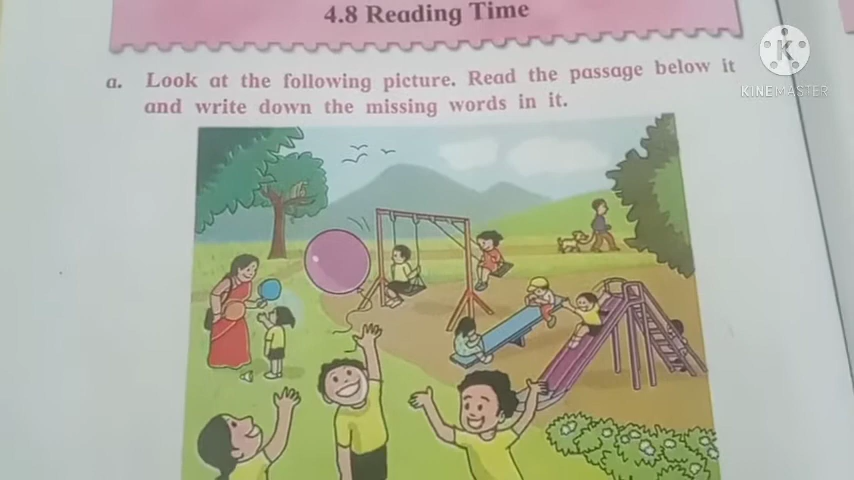 4.8 Reading Time
a. Look at the following picture. Read the passage below it
and write down the missing words in it.
KINEMASTER